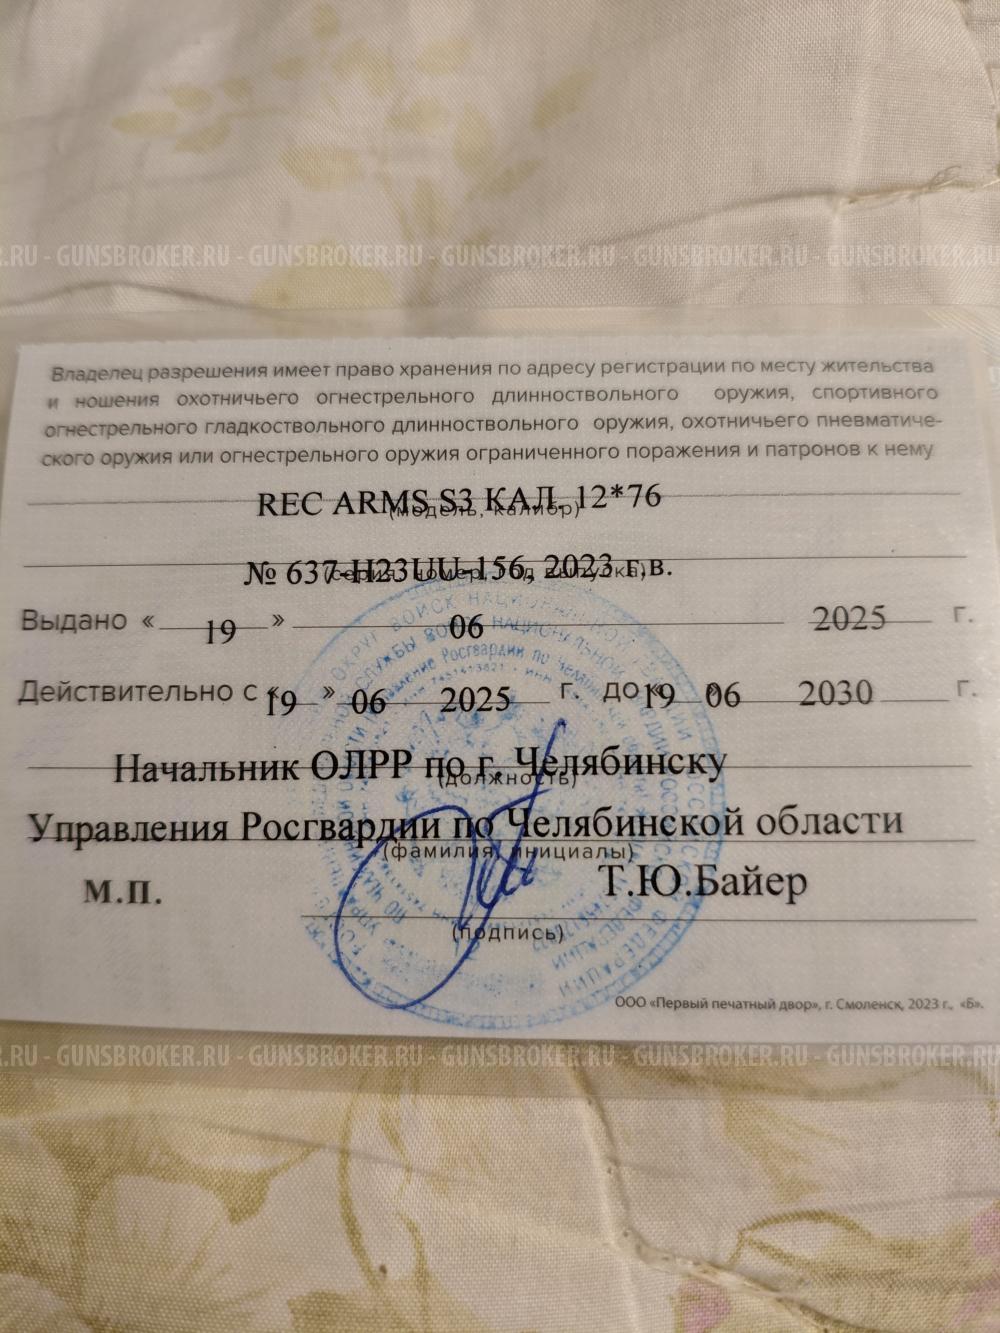 .RU - GUNSBROKER.RU - GUNSBROKER.RU - GUNSBROKER.RU - GUNSBROKER.RU - GUNSBROKER
Владелец разрешения имеет право хранения по адресу регистрации по месту жительства
и ношения охотничьего огнестрельного длинноствольного оружия, спортивного
огнестрельного гладкоствольного длинноствольного оружия, охотничьего пневматиче-
ского оружия или огнестрельного оружия ограниченного поражения и патронов к нему
REC ARMS S3 КАЛ. 12*76
(модель, калибр)
№ 637-H23UU-156, 2023 г.в.
(серия, номер, год выпуска)
Выдано « 19 » 06 2025 г.
Действительно с « 19 » 06 2025 г. до « 19 » 06 2030 г.
Начальник ОЛРР по г. Челябинску
(должность)
Управления Росгвардии по Челябинской области
(фамилия, инициалы)
М.П. Т.Ю.Байер
(подпись)
ООО «Первый печатный двор», г. Смоленск, 2023 г., «Б».
.RU - GUNSBROKER.RU - GUNSBROKER.RU - GUNSBROKER.RU - GUNSBROKER.RU - GUNSBROKER.RU